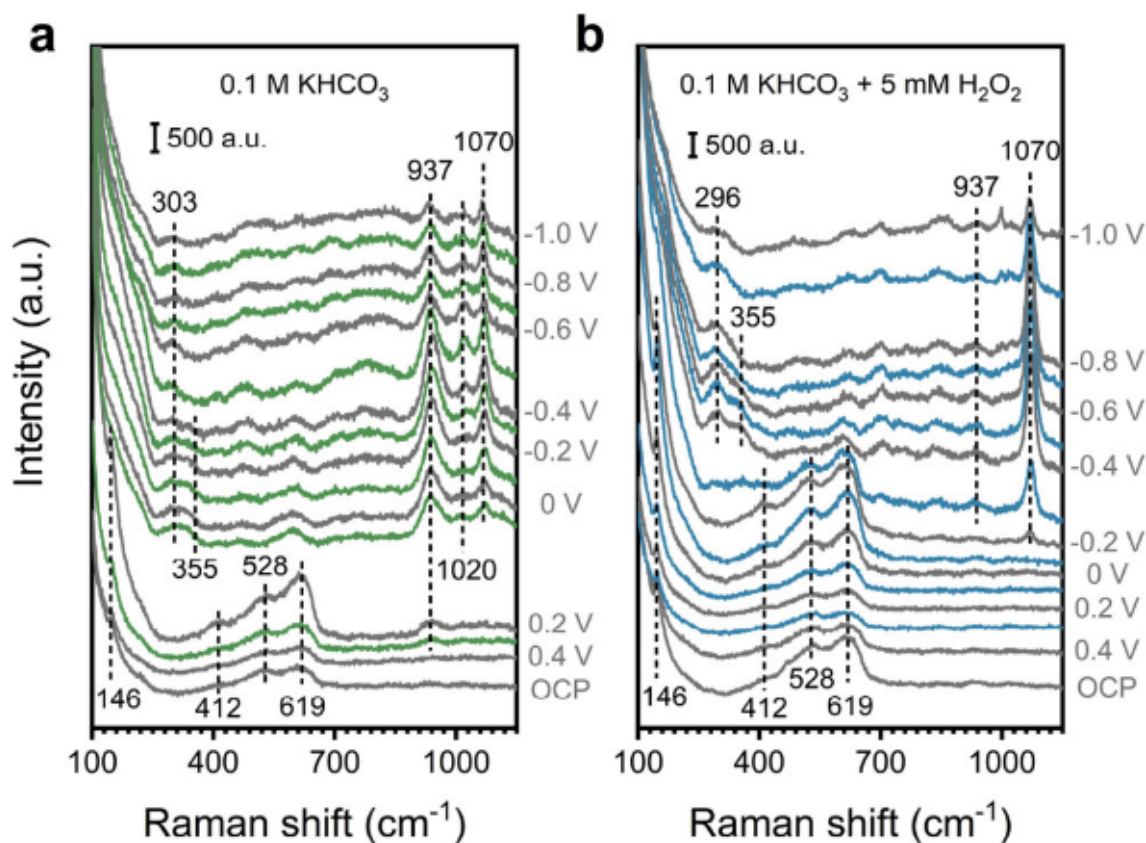 a
0.1 M KHCO3
500 a.u.
1070
937
303
-1.0 V
-0.8 V
-0.6 V
-0.4 V
-0.2 V
0 V
355
528
1020
0.2 V
0.4 V
OCP
146
412
619
100
400
700
1000
Raman shift (cm-1)
Intensity (a.u.)
b
0.1 M KHCO3 + 5 mM H2O2
500 a.u.
1070
937
296
-1.0 V
355
-0.8 V
-0.6 V
-0.4 V
-0.2 V
0 V
0.2 V
0.4 V
OCP
146
412
528
619
100
400
700
1000
Raman shift (cm-1)